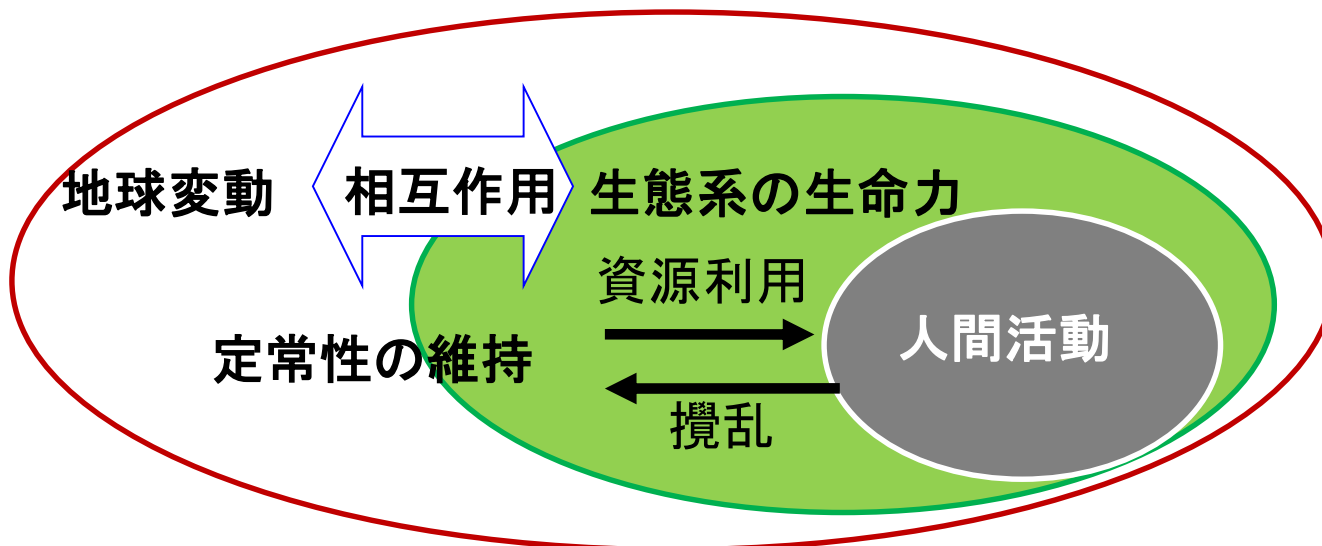 地球変動
相互作用
生態系の生命力
資源利用
人間活動
定常性の維持
攪乱